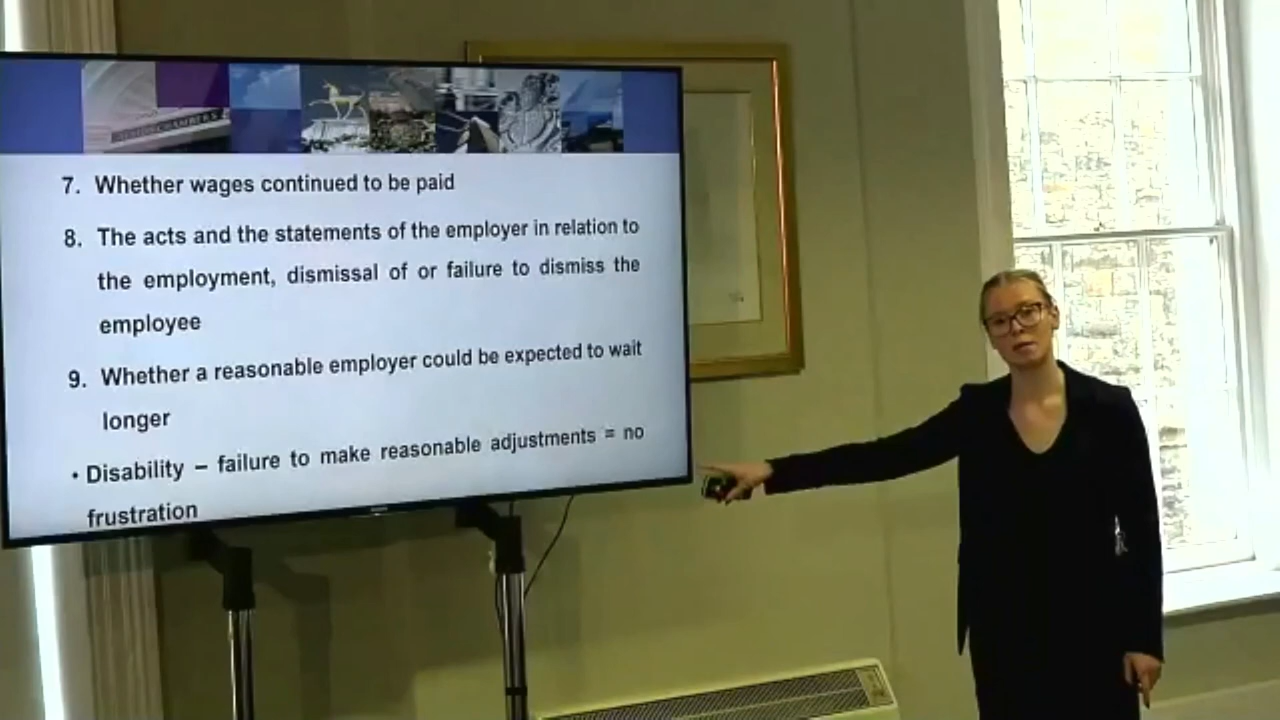 7. Whether wages continued to be paid
8. The acts and the statements of the employer in relation to
the employment, dismissal of or failure to dismiss the
employee
9. Whether a reasonable employer could be expected to wait
longer
• Disability – failure to make reasonable adjustments = no
frustration